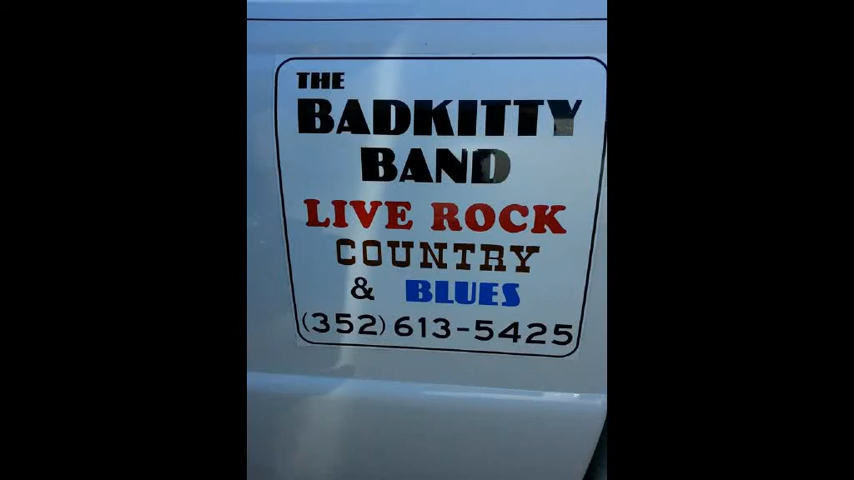 THE
BADKITTY
BAND
LIVE ROCK
COUNTRY
& BLUES
(352) 613-5425